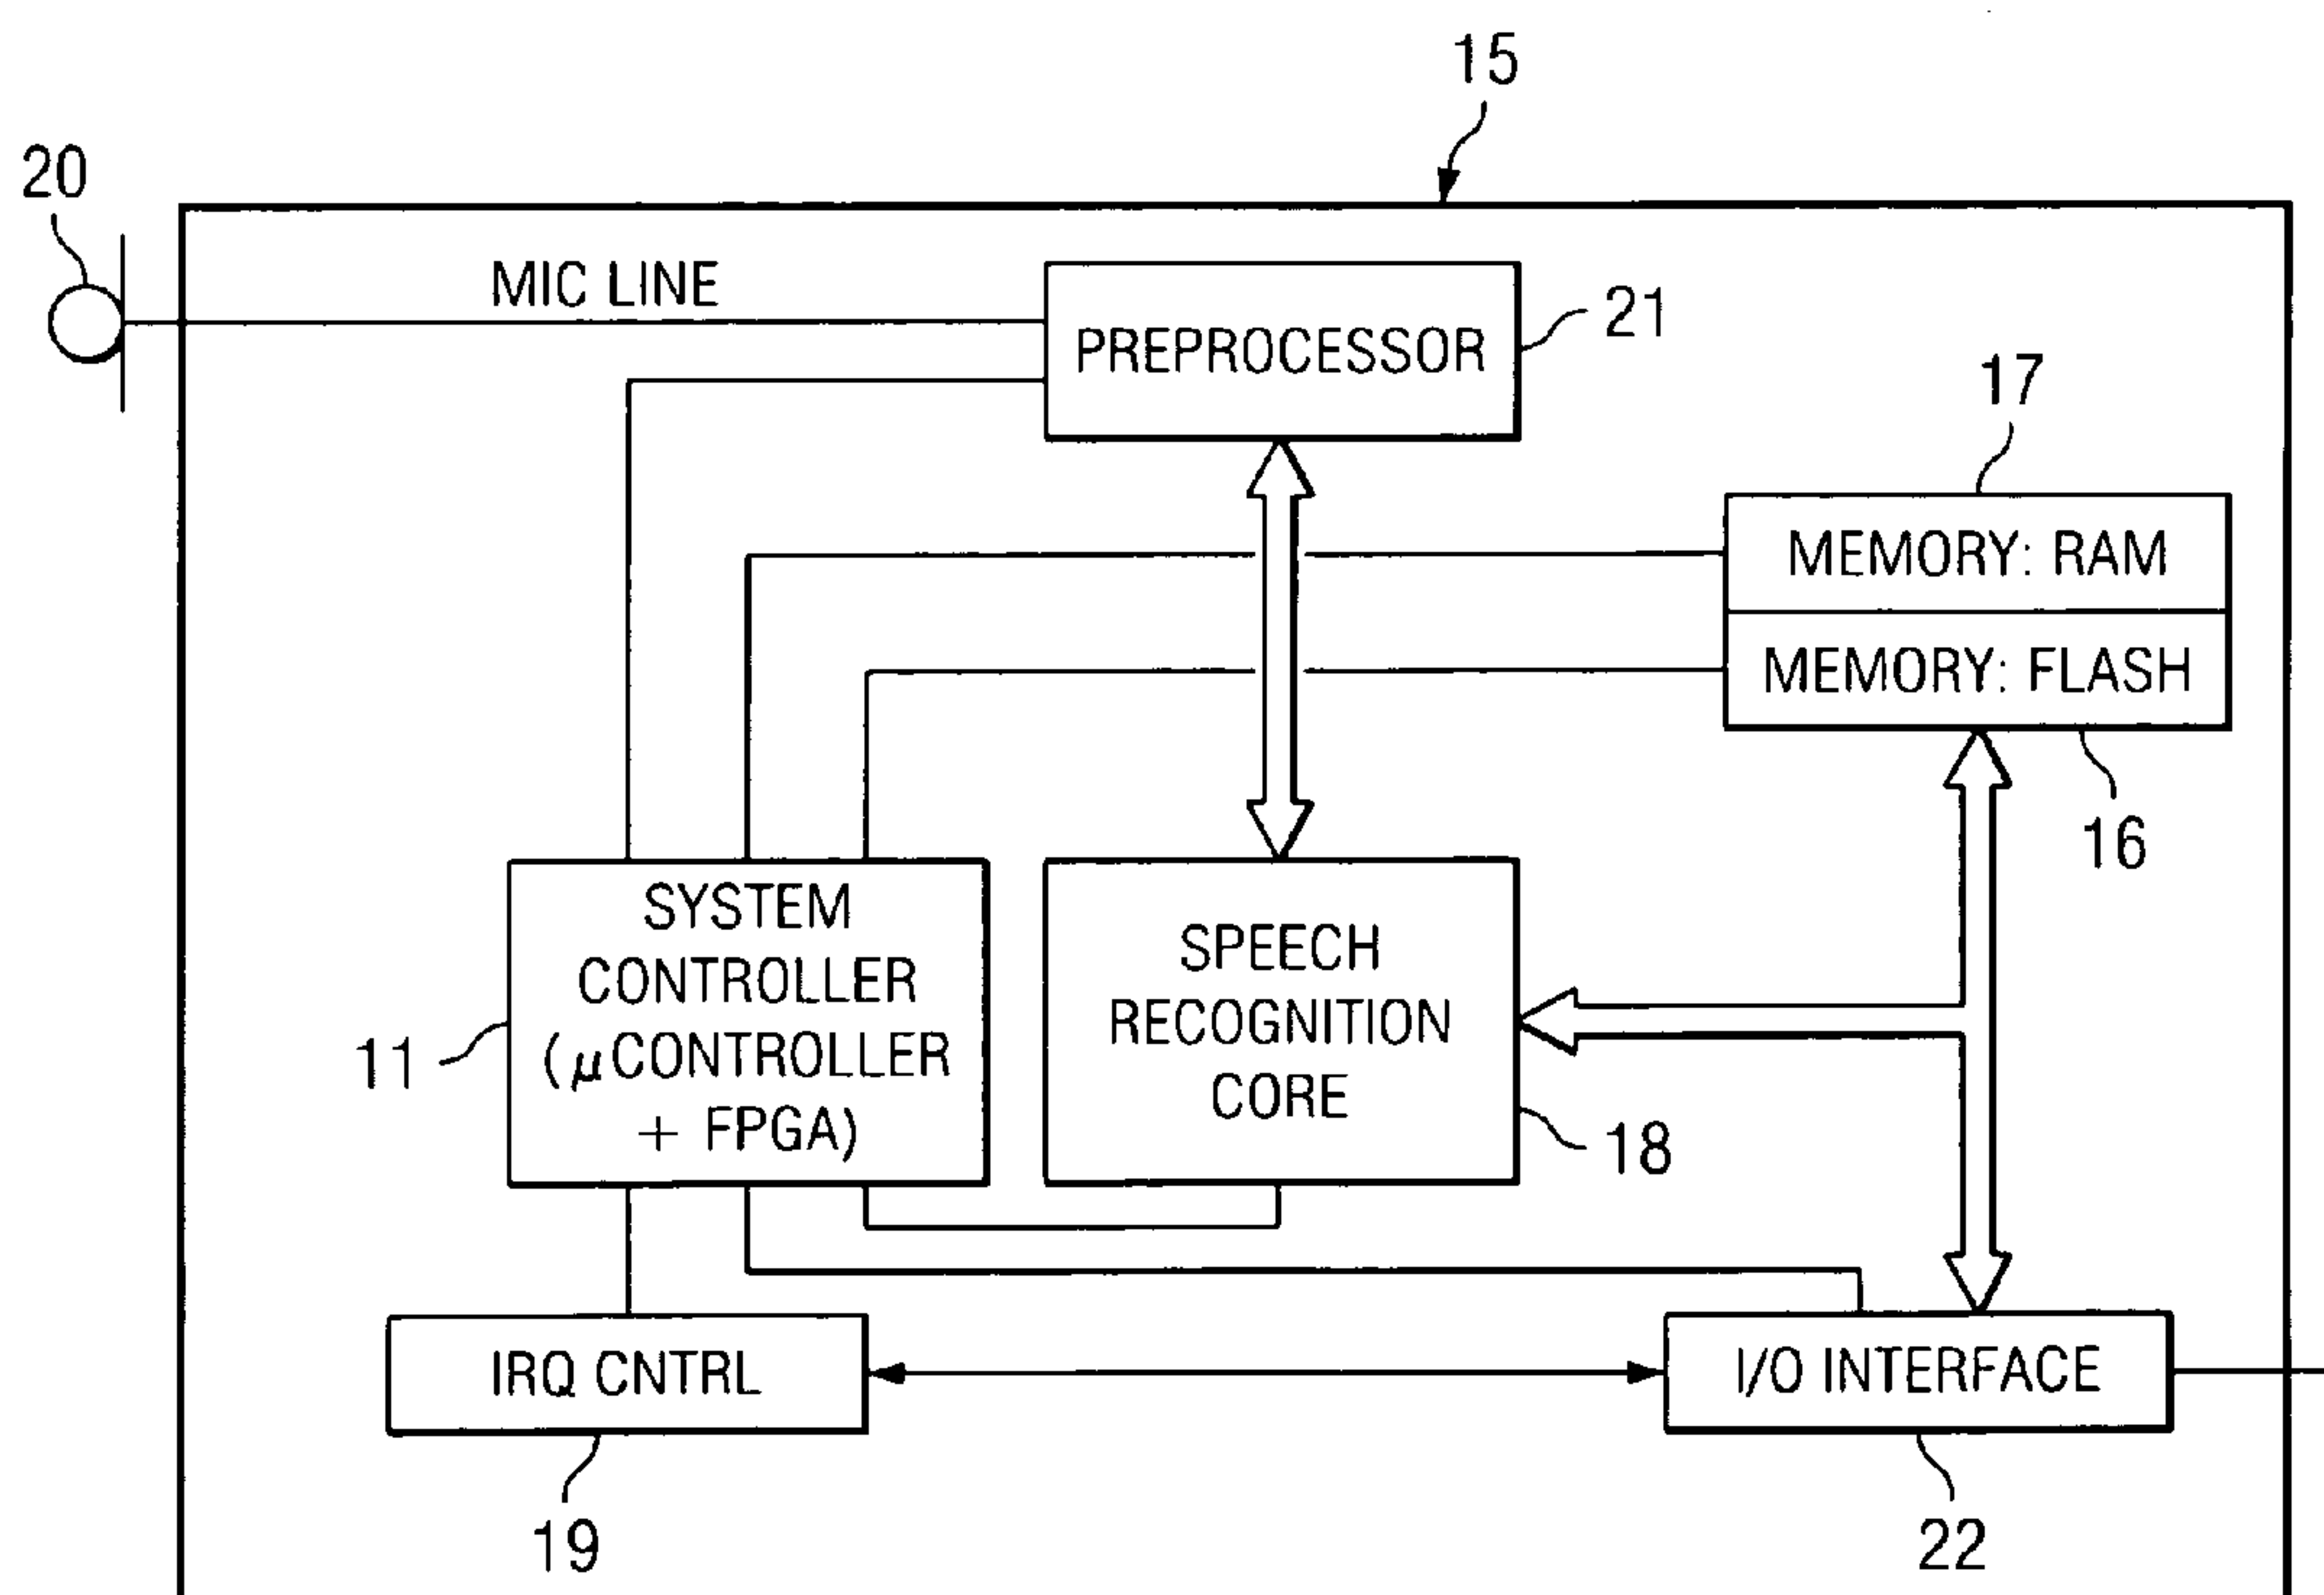 15
20
MIC LINE
PREPROCESSOR
21
17
MEMORY: RAM
MEMORY: FLASH
16
SYSTEM
CONTROLLER
(μCONTROLLER
+ FPGA)
11
SPEECH
RECOGNITION
CORE
18
IRQ CNTRL
I/O INTERFACE
19
22